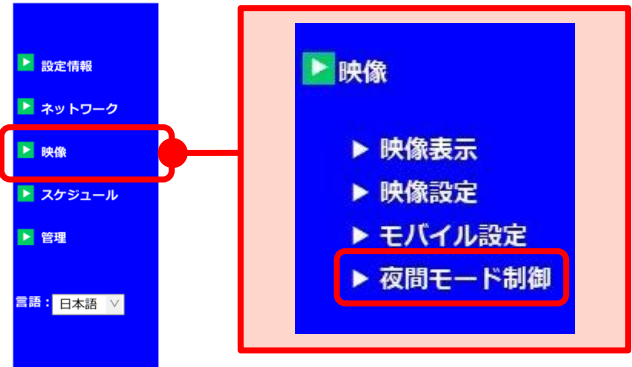 設定情報
ネットワーク
映像
スケジュール
管理
言語：日本語
映像
映像表示
映像設定
モバイル設定
夜間モード制御